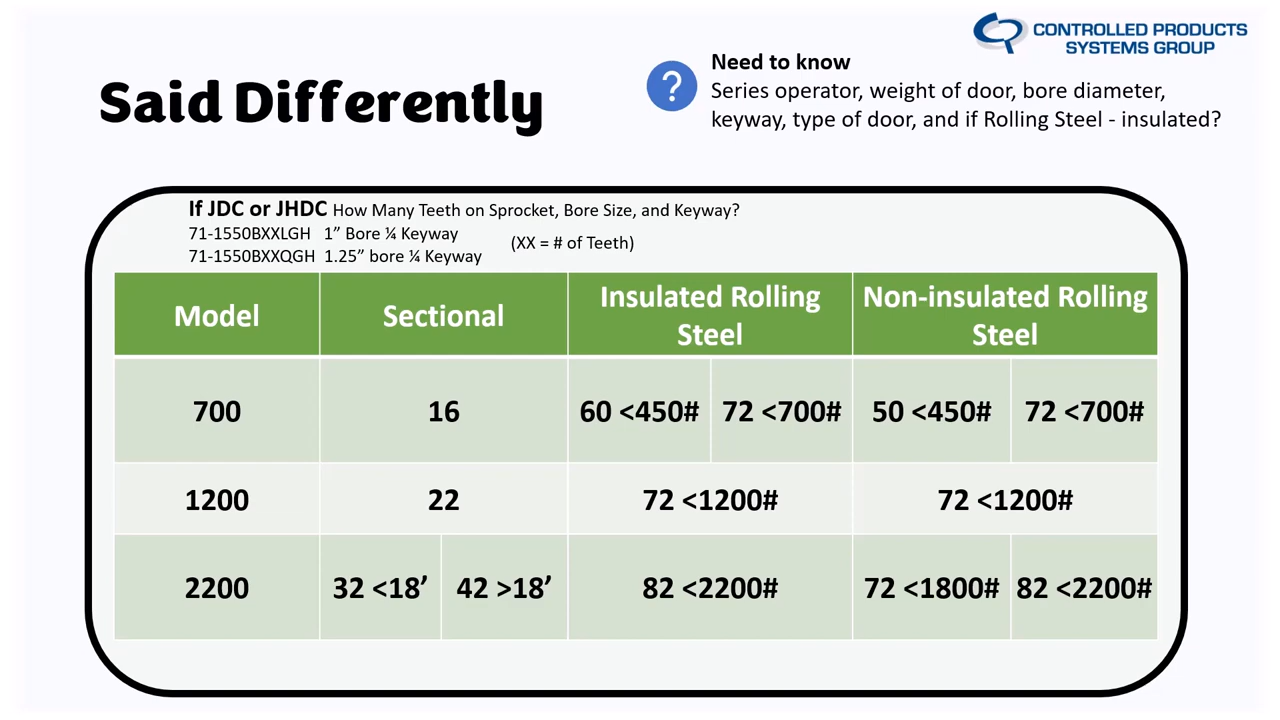 CONTROLLED PRODUCTS
SYSTEMS GROUP
Said Differently
?
Need to know
Series operator, weight of door, bore diameter,
keyway, type of door, and if Rolling Steel - insulated?
If JDC or JHDC How Many Teeth on Sprocket, Bore Size, and Keyway?
71-1550BXXLGH 1” Bore ¼ Keyway
(XX = # of Teeth)
71-1550BXXQGH 1.25” bore ¼ Keyway
Model Sectional Insulated Rolling Steel Non-insulated Rolling Steel
700 16 60 <450# 72 <700# 50 <450# 72 <700#
1200 22 72 <1200# 72 <1200#
2200 32 <18’ 42 >18’ 82 <2200# 72 <1800# 82 <2200#